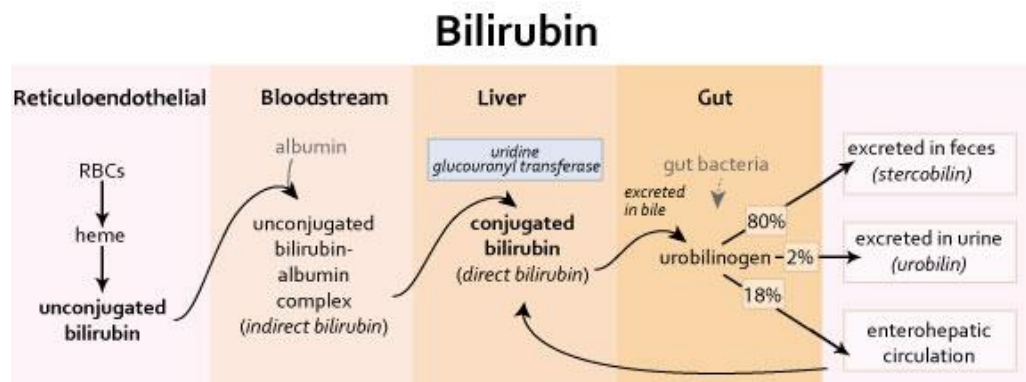 Bilirubin
Reticuloendothelial
RBCs
heme
unconjugated
bilirubin
Bloodstream
albumin
unconjugated
bilirubin-
albumin
complex
(indirect bilirubin)
Liver
uridine
glucouronyl transferase
conjugated
bilirubin
(direct bilirubin)
Gut
gut bacteria
excreted
in bile
urobilinogen
80%
2%
18%
excreted in feces
(stercobilin)
excreted in urine
(urobilin)
enterohepatic
circulation